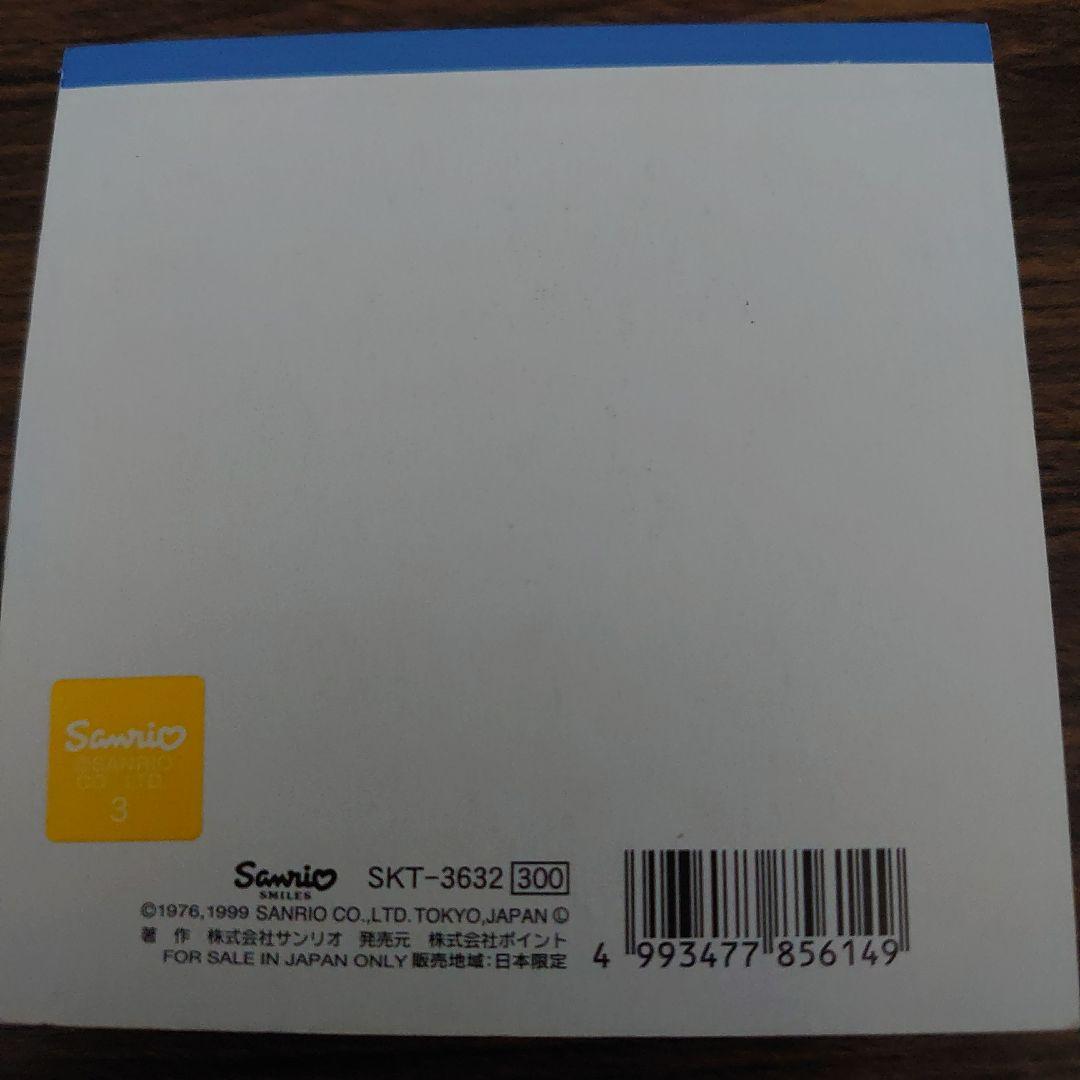 Sanrio
©SANRIO
CO., LTD.
3
Sanrio SKT-3632 300
SMILES
©1976,1999 SANRIO CO.,LTD. TOKYO,JAPAN Ⓛ
著 作 株式会社サンリオ 発売元 株式会社ポイント
FOR SALE IN JAPAN ONLY 販売地域:日本限定
4 993477 856149